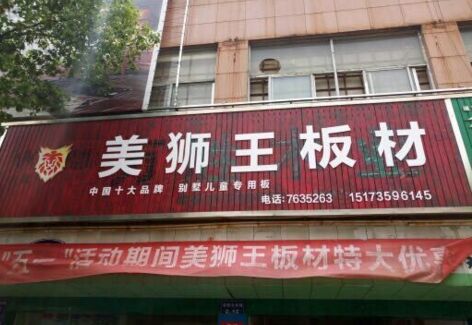 美狮王板材
中国十大品牌 别墅儿童专用板
电话:7635263 15173596145
"五一"活动期间美狮王板材特大优惠